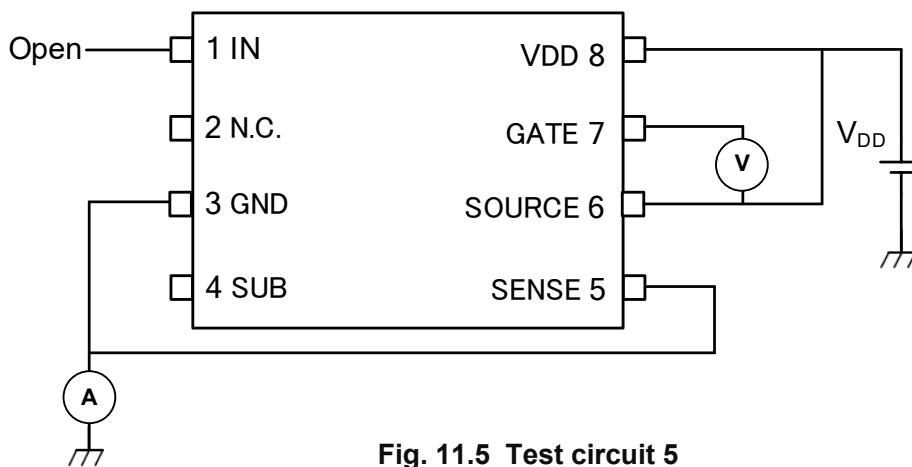 Open
1 IN
VDD 8
2 N.C.
GATE 7
V
VDD
3 GND
SOURCE 6
4 SUB
SENSE 5
A
Fig. 11.5 Test circuit 5